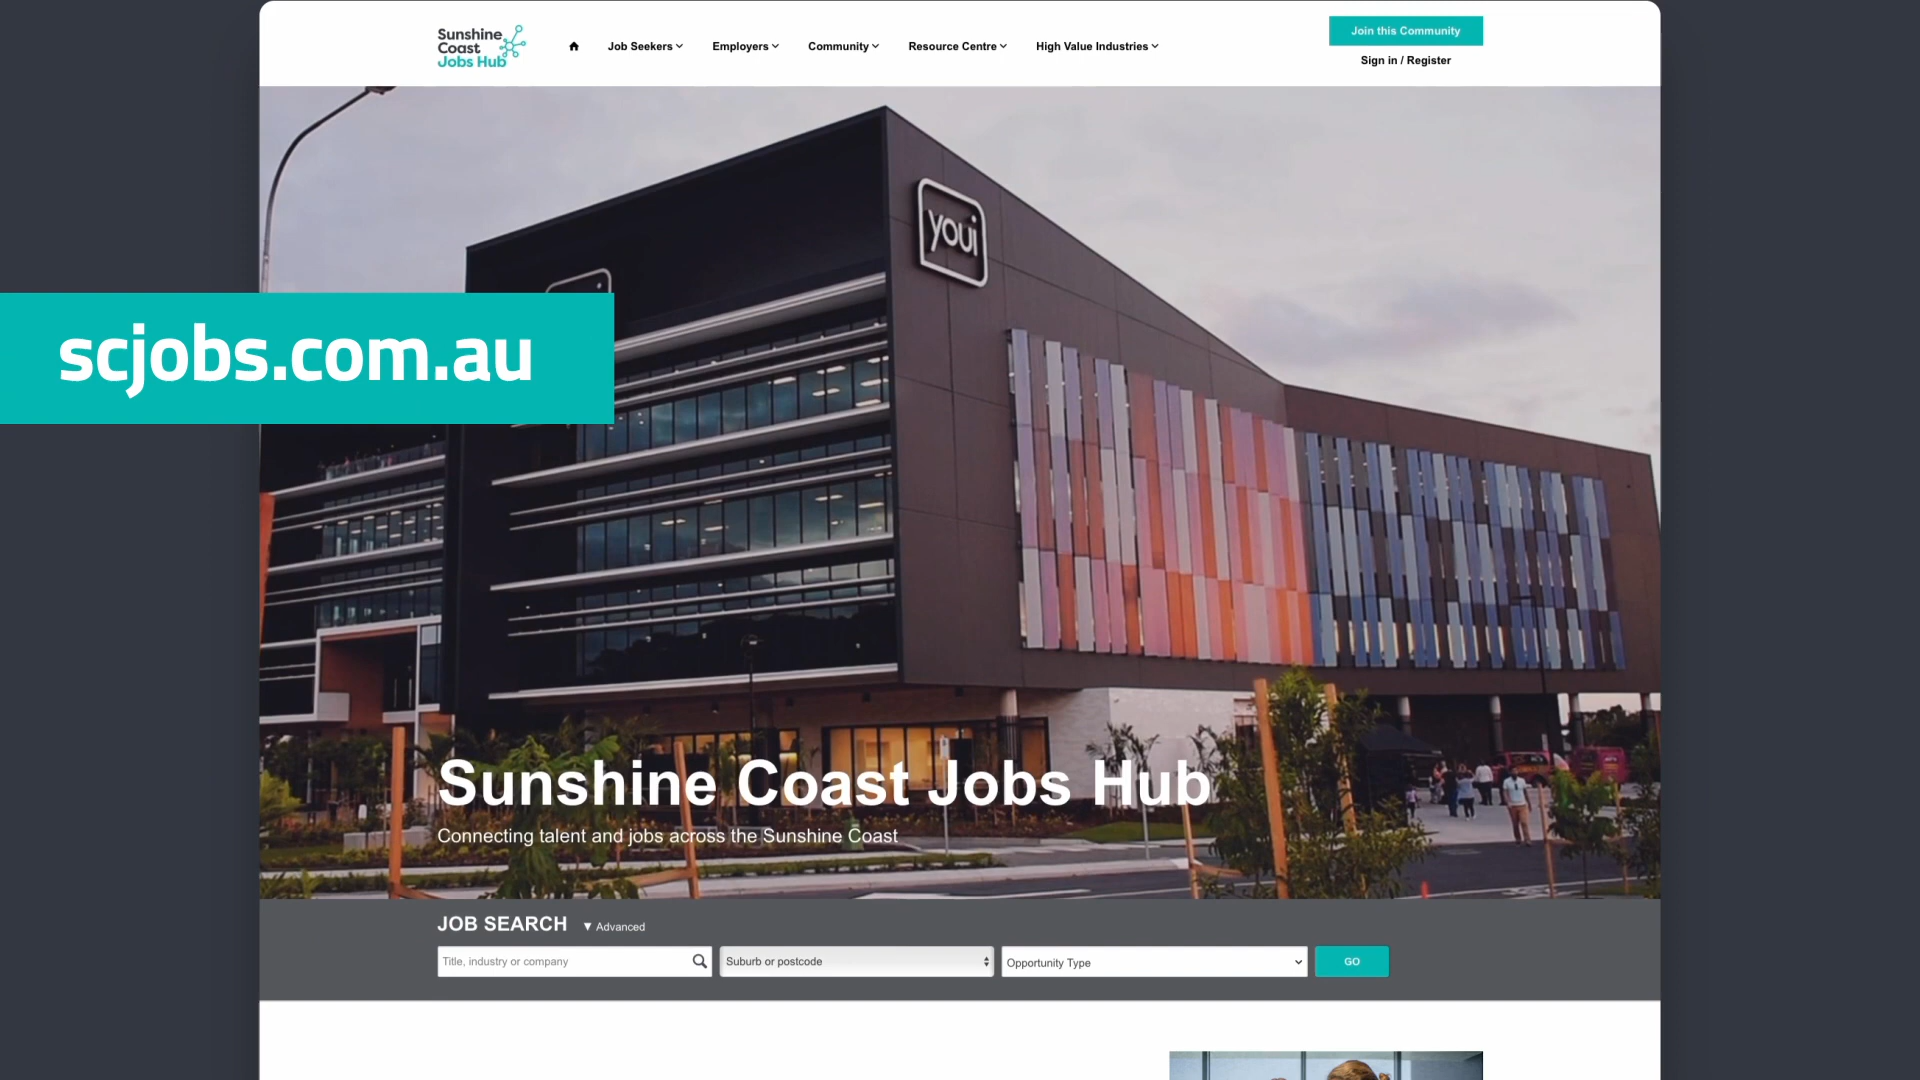 Sunshine
Coast
Jobs Hub
Job Seekers
Employers
Community
Resource Centre
High Value Industries
Join this Community
Sign in / Register
youi
scjobs.com.au
Sunshine Coast Jobs Hub
Connecting talent and jobs across the Sunshine Coast
JOB SEARCH
Advanced
Title, industry or company
Suburb or postcode
Opportunity Type
GO